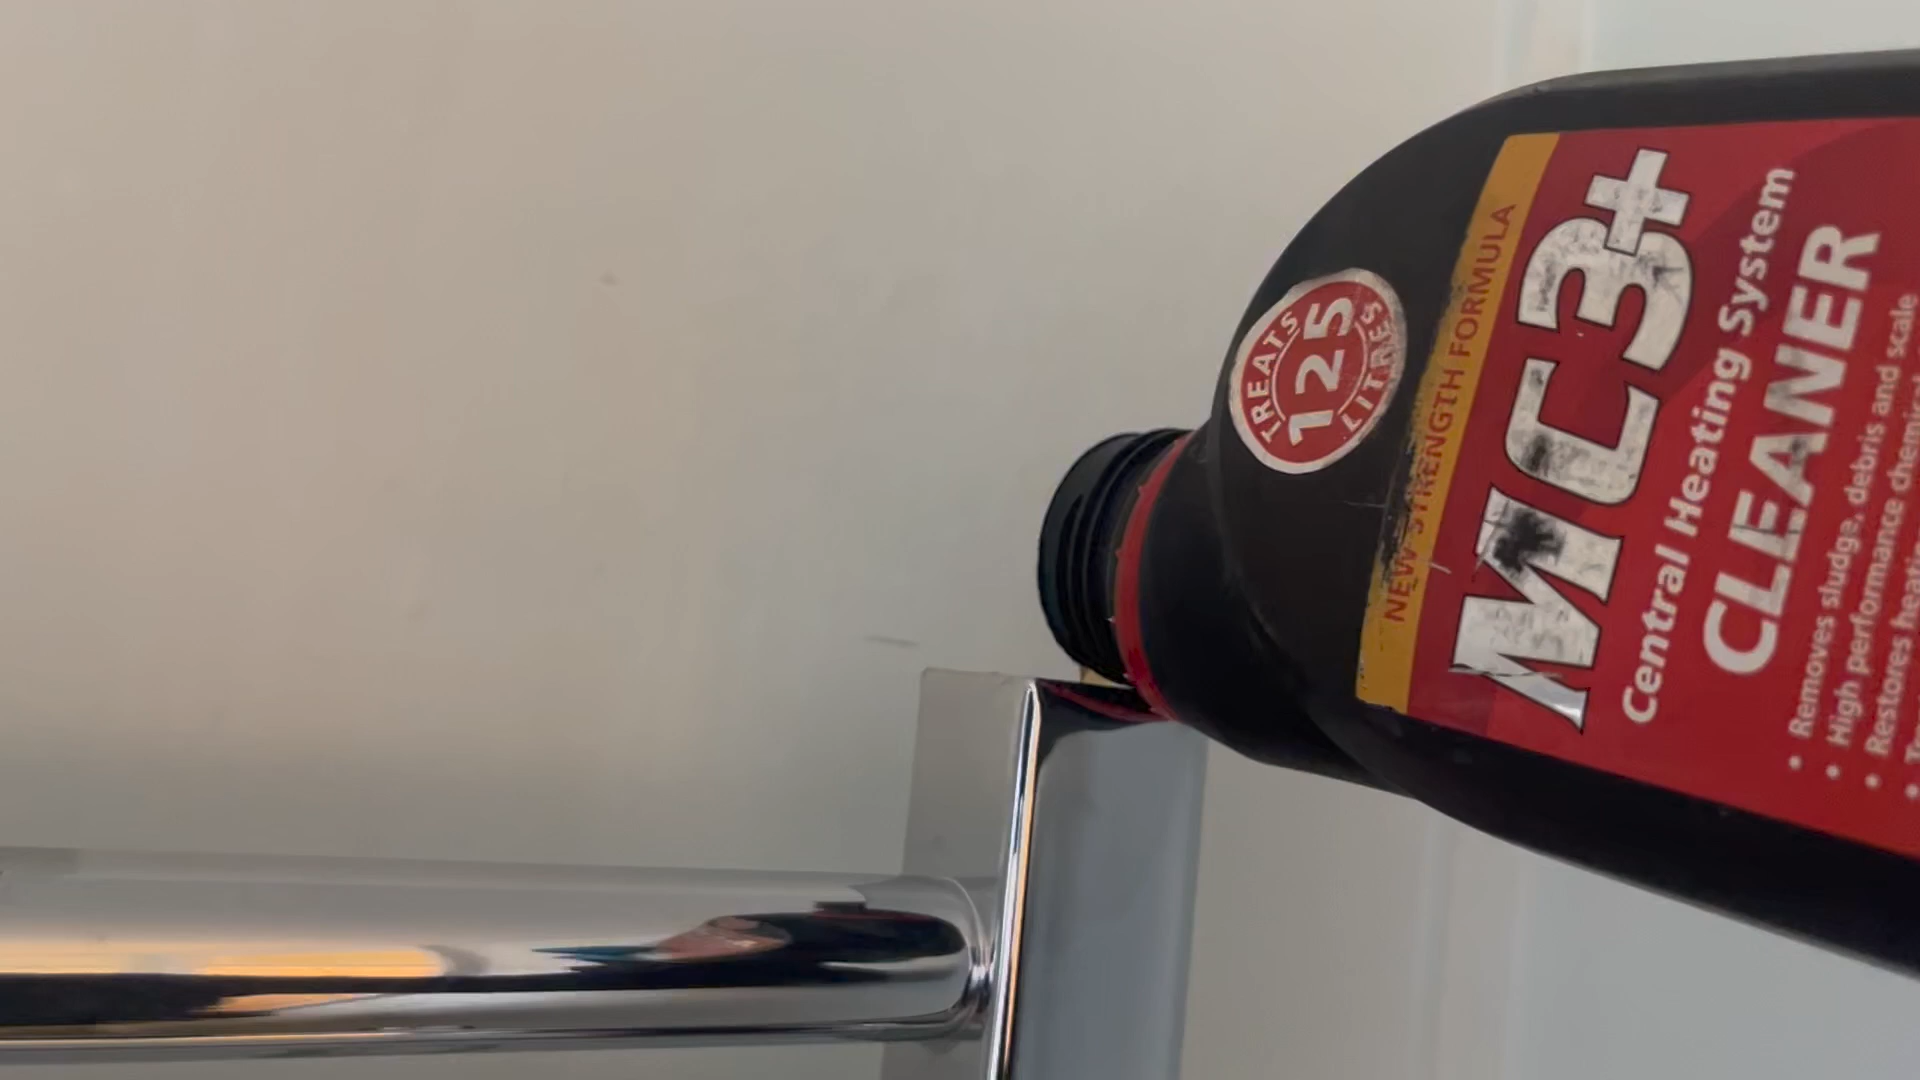 TREATS
125
LITRES
NEW STRENGTH FORMULA
MC3+
Central Heating System
CLEANER
• Removes sludge, debris and scale
• High performance chemical
• Restores